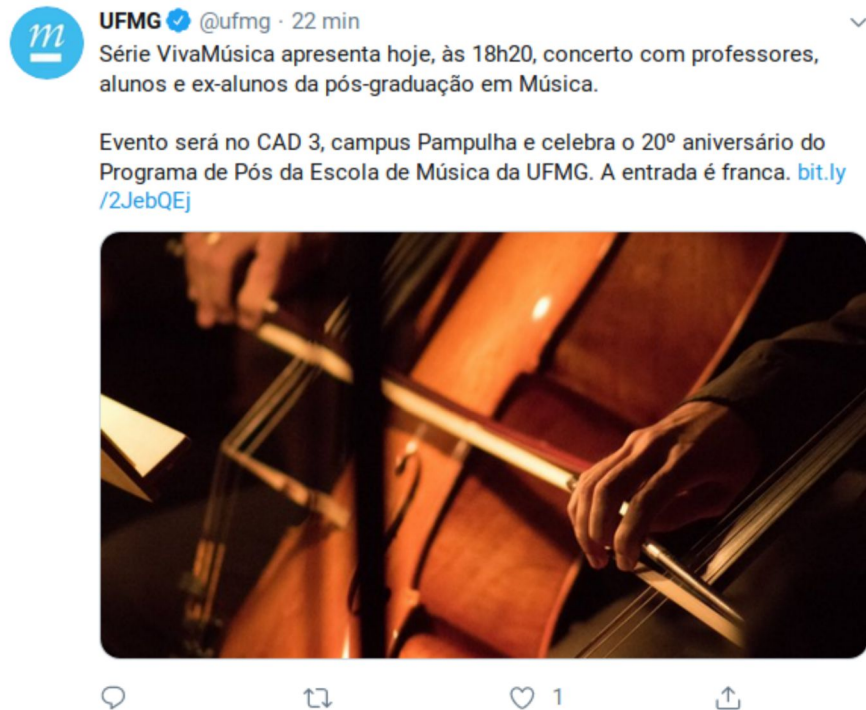 m
UFMG @ufmg · 22 min
Série VivaMúsica apresenta hoje, às 18h20, concerto com professores,
alunos e ex-alunos da pós-graduação em Música.
Evento será no CAD 3, campus Pampulha e celebra o 20º aniversário do
Programa de Pós da Escola de Música da UFMG. A entrada é franca. bit.ly
/2JebQEj
1